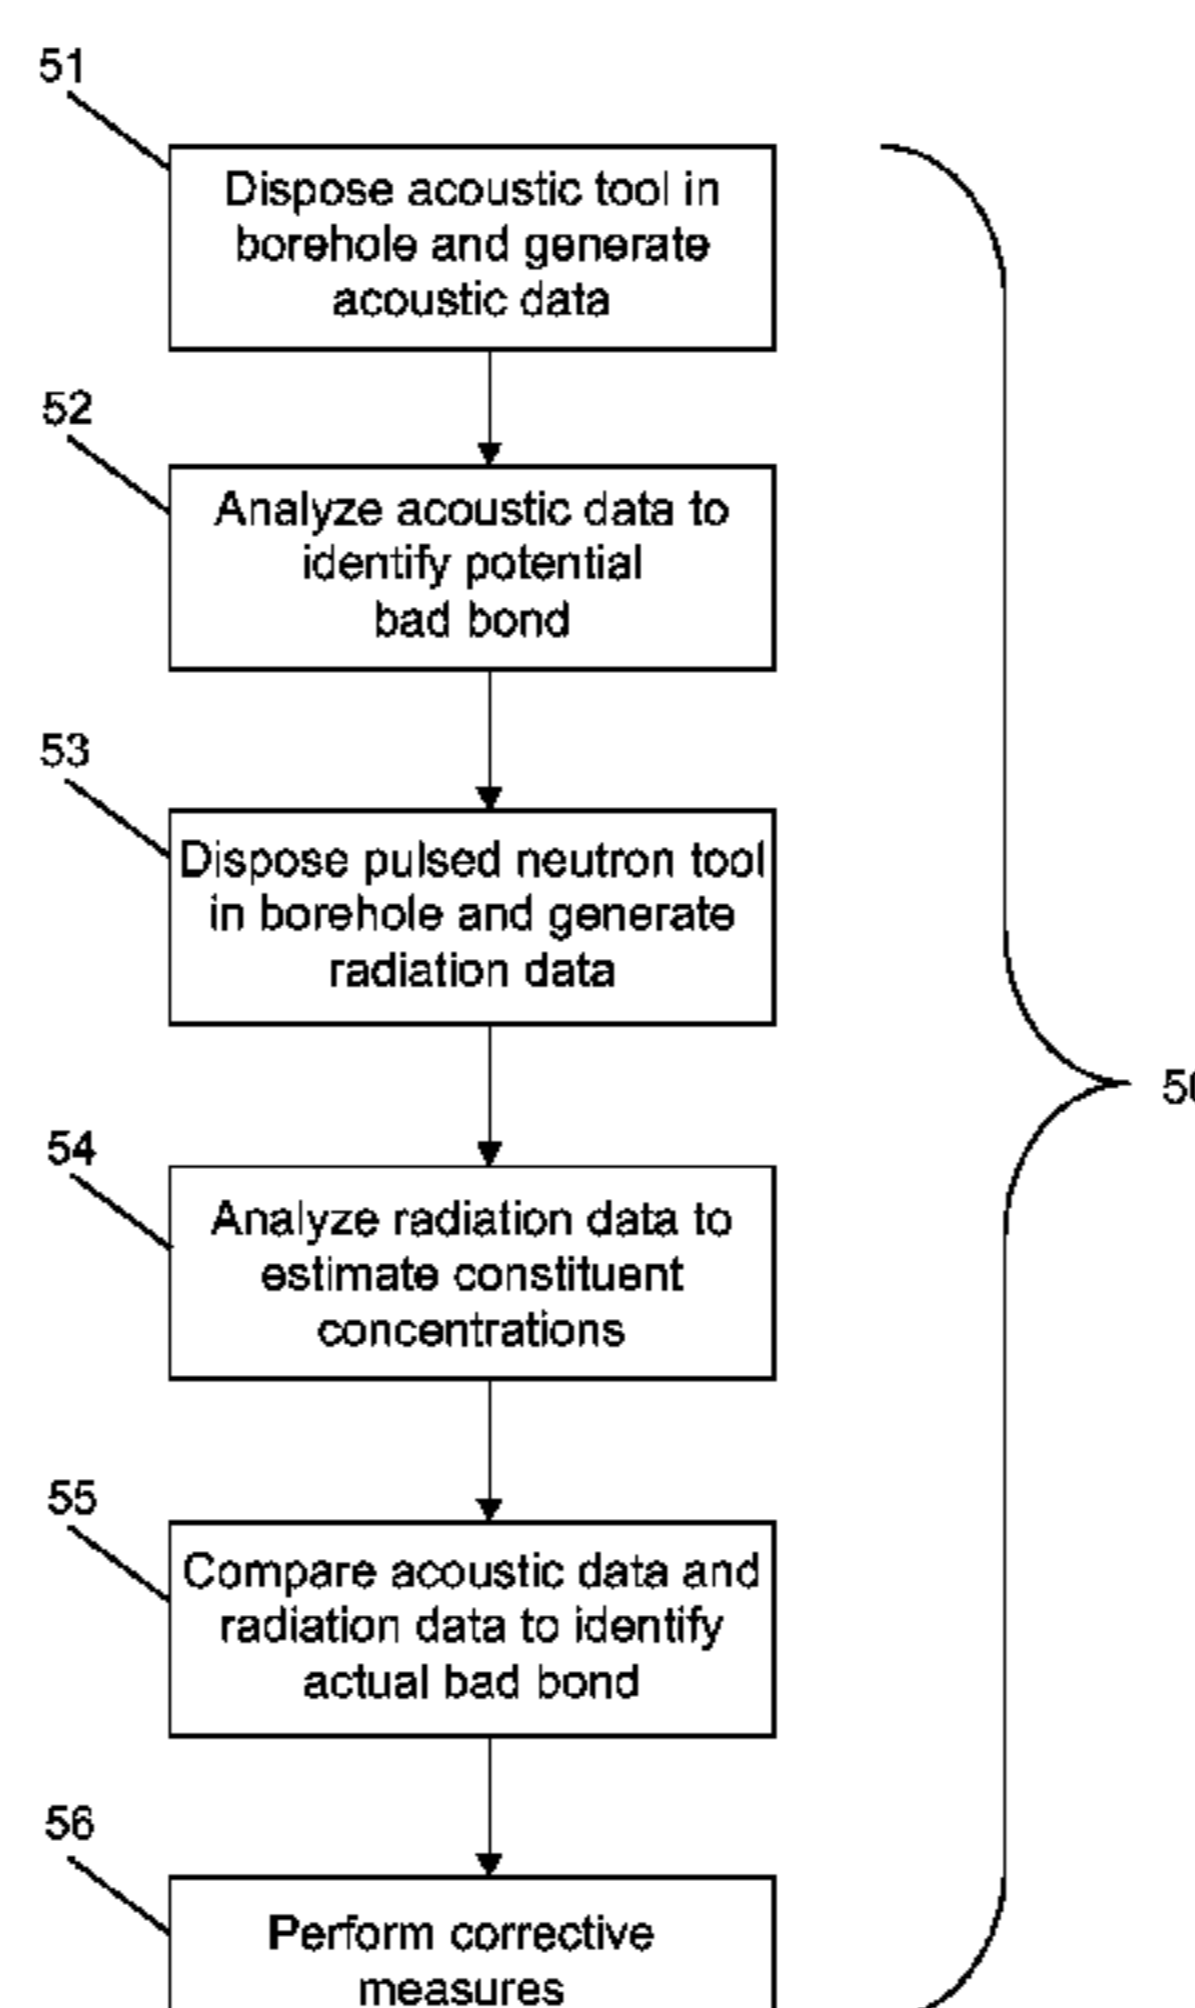 51
Dispose acoustic tool in
borehole and generate
acoustic data
52
Analyze acoustic data to
identify potential
bad bond
53
Dispose pulsed neutron tool
in borehole and generate
radiation data
54
Analyze radiation data to
estimate constituent
concentrations
55
Compare acoustic data and
radiation data to identify
actual bad bond
56
Perform corrective
measures